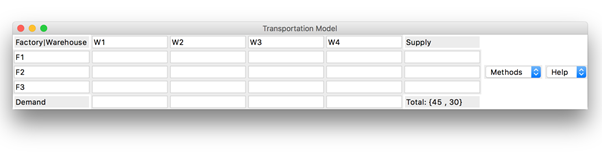 Transportation Model
Factory|Warehouse W1 W2 W3 W4 Supply
F1
F2 Methods Help
F3
Demand Total: {45 , 30}